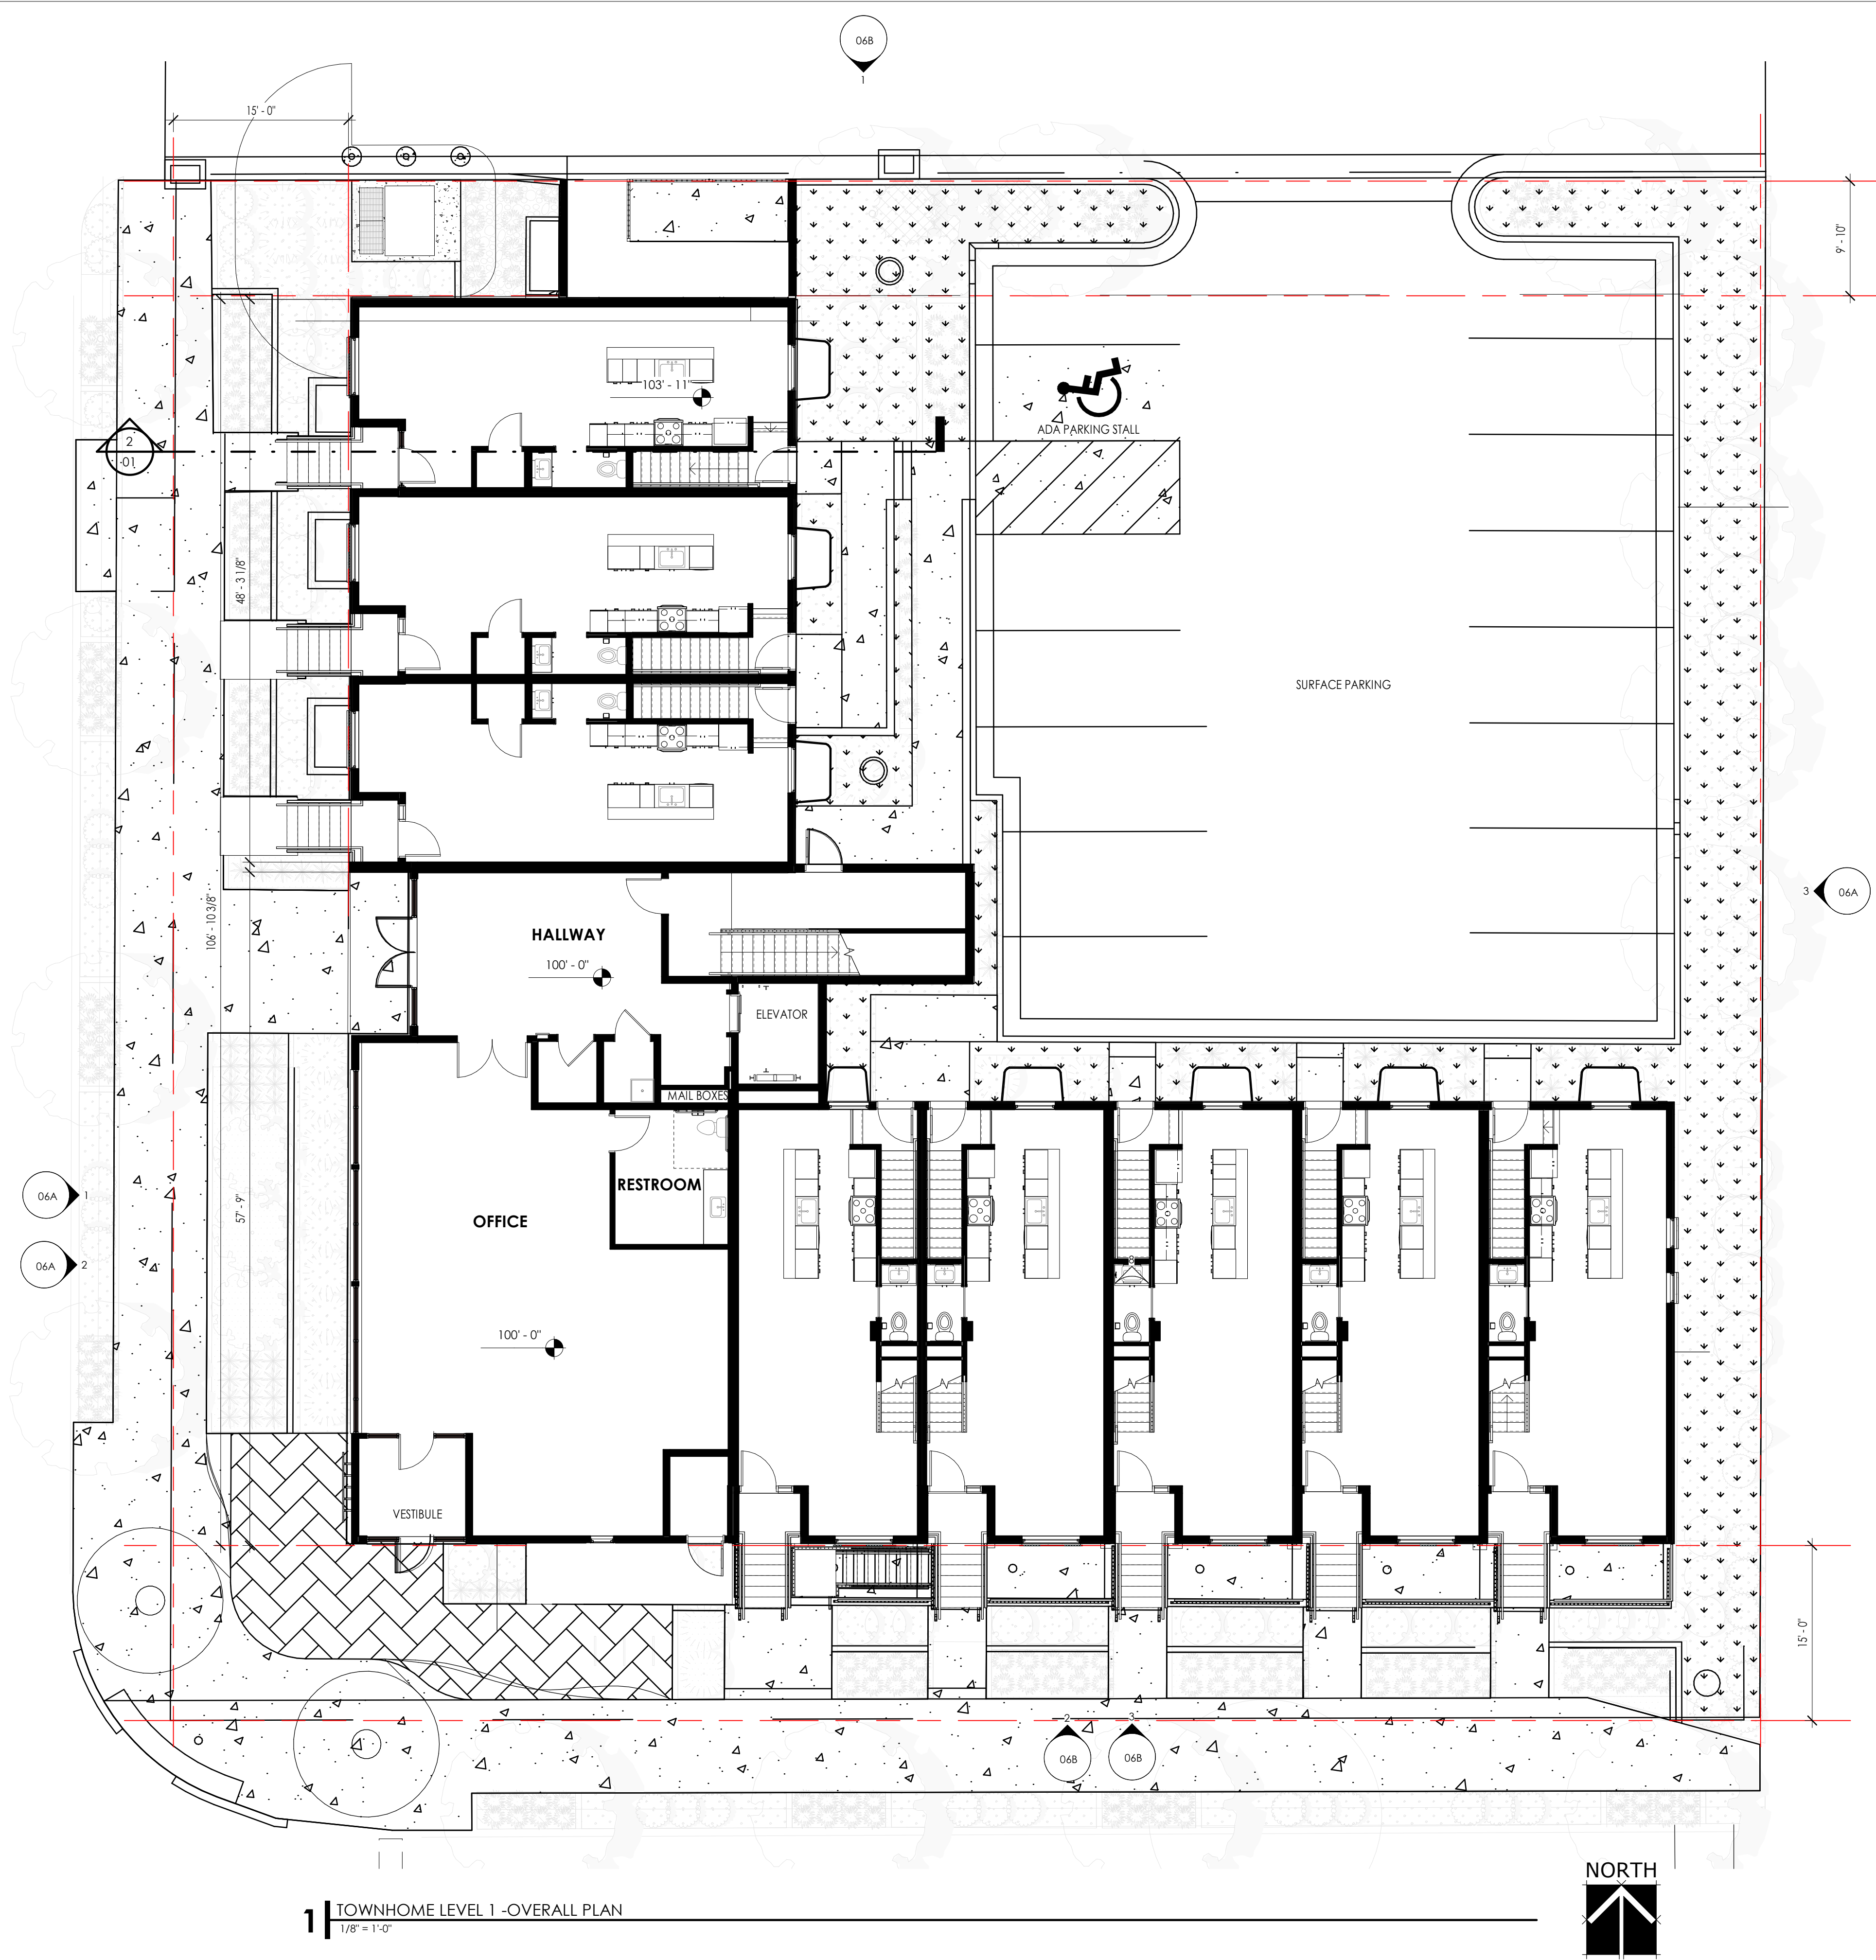 06B
1
15' - 0"
9' - 10"
103' - 11"
ADA PARKING STALL
2
01
48' - 3 1/8"
SURFACE PARKING
3
06A
106' - 10 3/8"
HALLWAY
100' - 0"
ELEVATOR
MAIL BOXES
RESTROOM
06A
1
57' - 9"
OFFICE
06A
2
100' - 0"
VESTIBULE
15' - 0"
2
3
06B
06B
NORTH
1
TOWNHOME LEVEL 1 -OVERALL PLAN
1/8" = 1'-0"